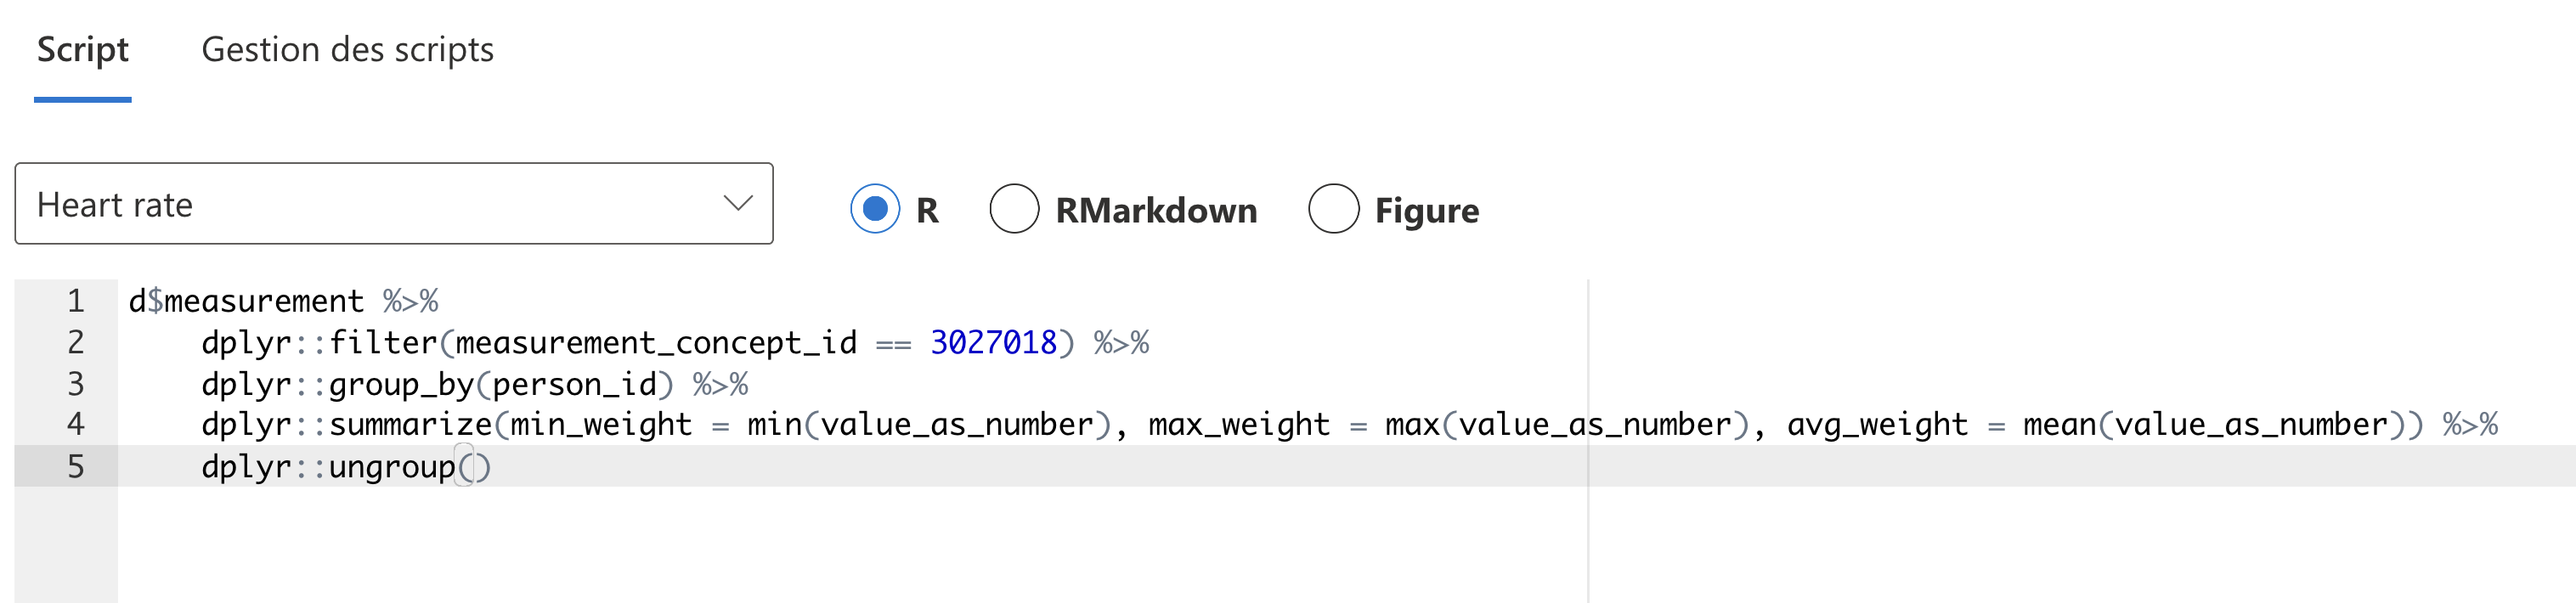 Script Gestion des scripts
Heart rate R RMarkdown Figure
1 d$measurement %>%
2 dplyr::filter(measurement_concept_id == 3027018) %>%
3 dplyr::group_by(person_id) %>%
4 dplyr::summarize(min_weight = min(value_as_number), max_weight = max(value_as_number), avg_weight = mean(value_as_number)) %>%
5 dplyr::ungroup()